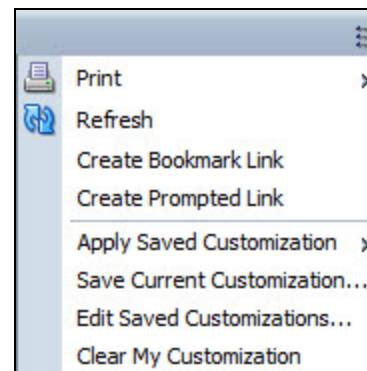 Print
Refresh
Create Bookmark Link
Create Prompted Link
Apply Saved Customization
Save Current Customization...
Edit Saved Customizations...
Clear My Customization